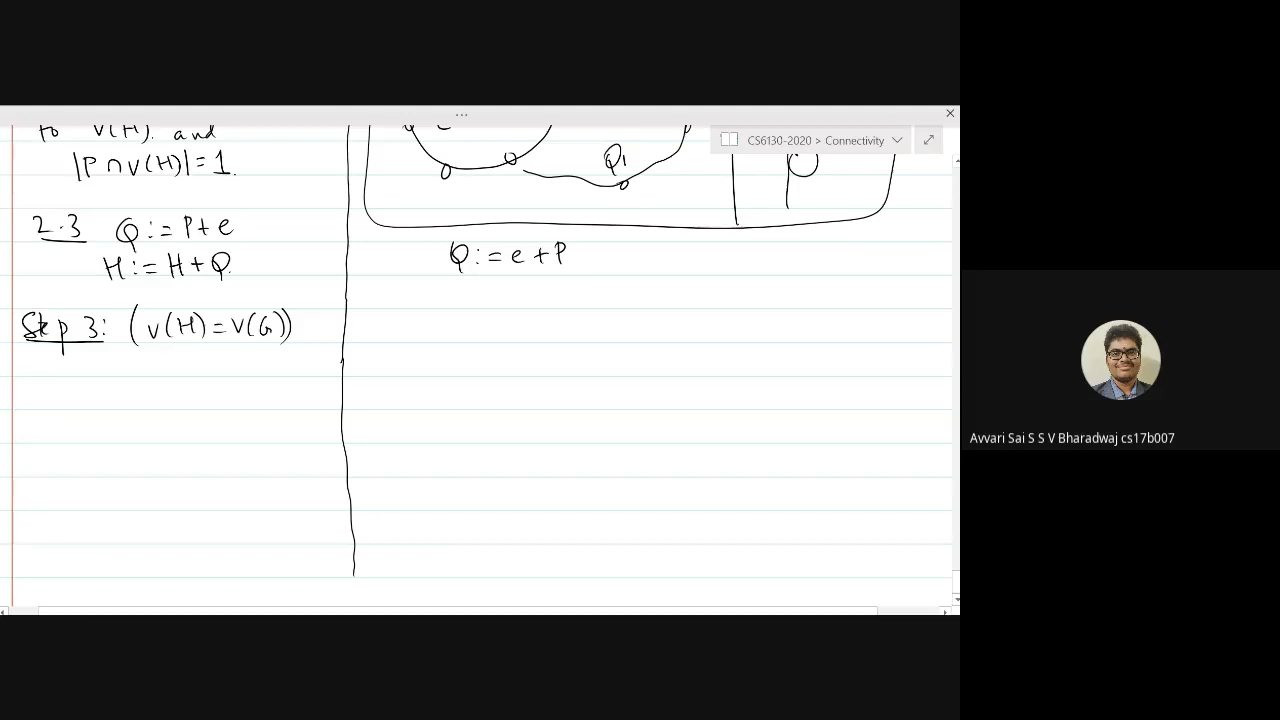 CS6130-2020 > Connectivity
to V(H). and
|P ∩ V(H)| = 1.
Q1
2.3 Q := P + e
H := H + Q.
Q := e + P
Step 3: (V(H) = V(G))
Avvari Sai S S V Bharadwaj cs17b007